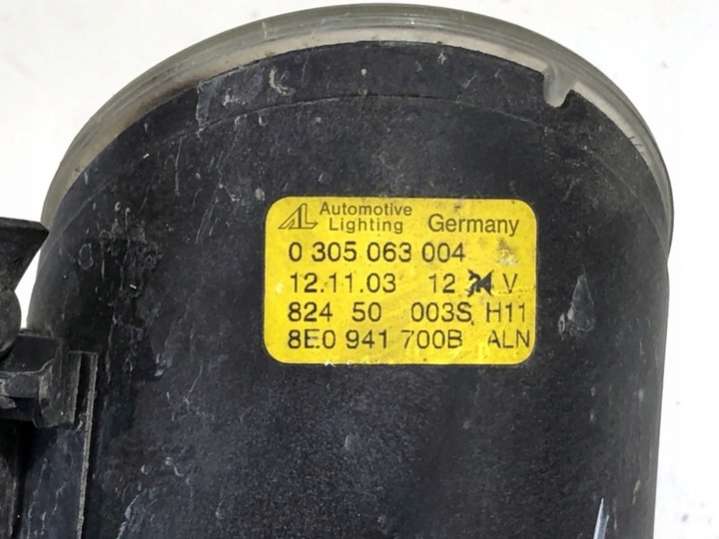 AL Automotive Lighting Germany
0 305 063 004
12.11.03 12 24 V
824 50 003S H11
8E0 941 700B ALN